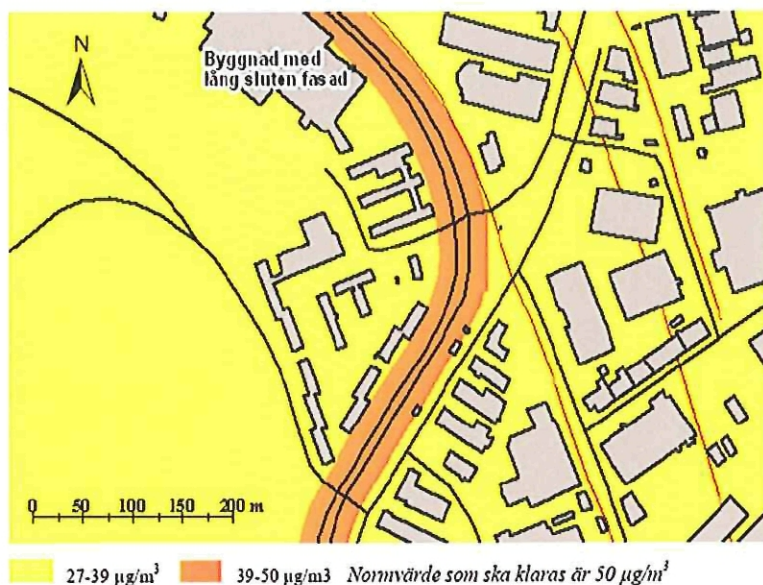 N
Byggnad med
lång sluten fasad
0 50 100 150 200 m
27-39 µg/m³ 39-50 µg/m3 Normvärde som ska klaras är 50 µg/m³